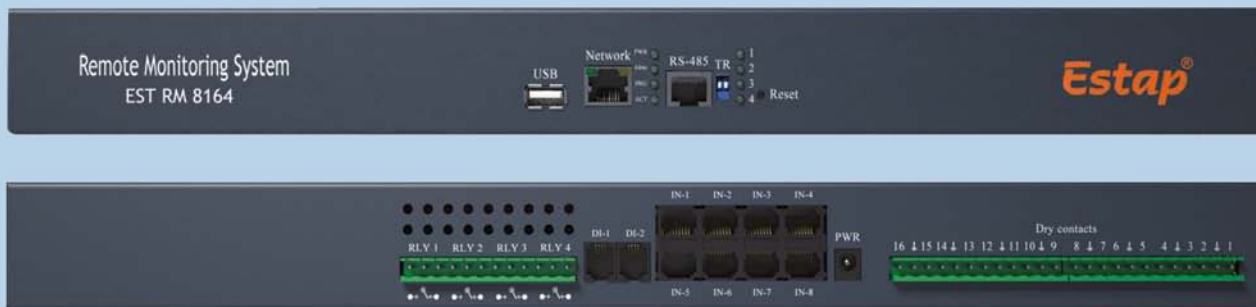 Remote Monitoring System
EST RM 8164
USB
Network
PWR
ACT
RS-485
TR
1
2
3
4
Reset
Estap®
RLY 1 RLY 2 RLY 3 RLY 4
DI-1 DI-2
IN-1 IN-2 IN-3 IN-4
IN-5 IN-6 IN-7 IN-8
PWR
Dry contacts
16 ↓ 15 14 ↓ 13 12 ↓ 11 10 ↓ 9 8 ↓ 7 6 ↓ 5 4 ↓ 3 2 ↓ 1